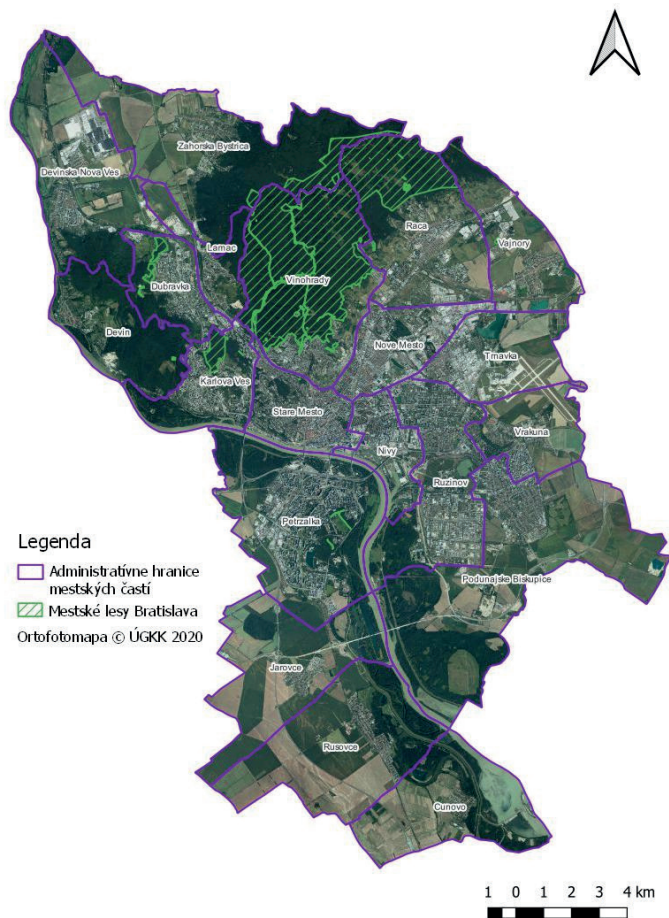 Zahorska Bystrica
Devinska Nova Ves
Raca
Vajnory
Lamac
Vinohrady
Dubravka
Devin
Nove Mesto
Trnavka
Karlova Ves
Stare Mesto
Vrakuna
Nivy
Ruzinov
Petrzalka
Podunajske Biskupice
Legenda
Administratívne hranice
mestských častí
Mestské lesy Bratislava
Ortofotomapa © ÚGKK 2020
Jarovce
Rusovce
Cunovo
1 0 1 2 3 4 km